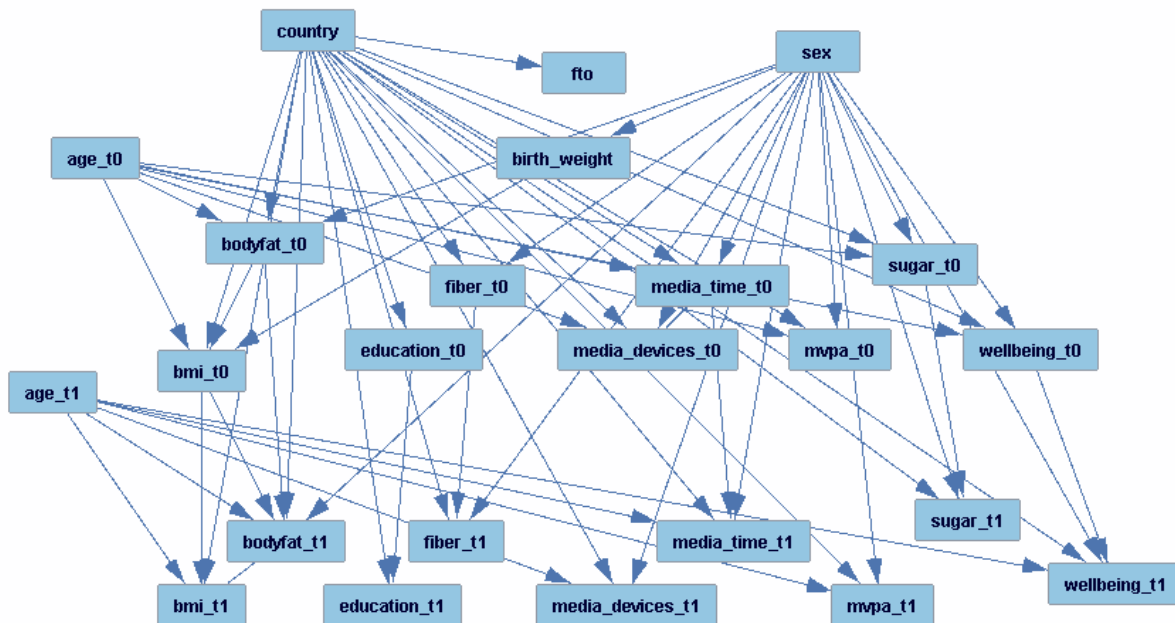 country
sex
fto
age_t0
birth_weight
bodyfat_t0
sugar_t0
fiber_t0
media_time_t0
education_t0
media_devices_t0
mvpa_t0
wellbeing_t0
bmi_t0
age_t1
sugar_t1
bodyfat_t1
fiber_t1
media_time_t1
wellbeing_t1
bmi_t1
education_t1
media_devices_t1
mvpa_t1